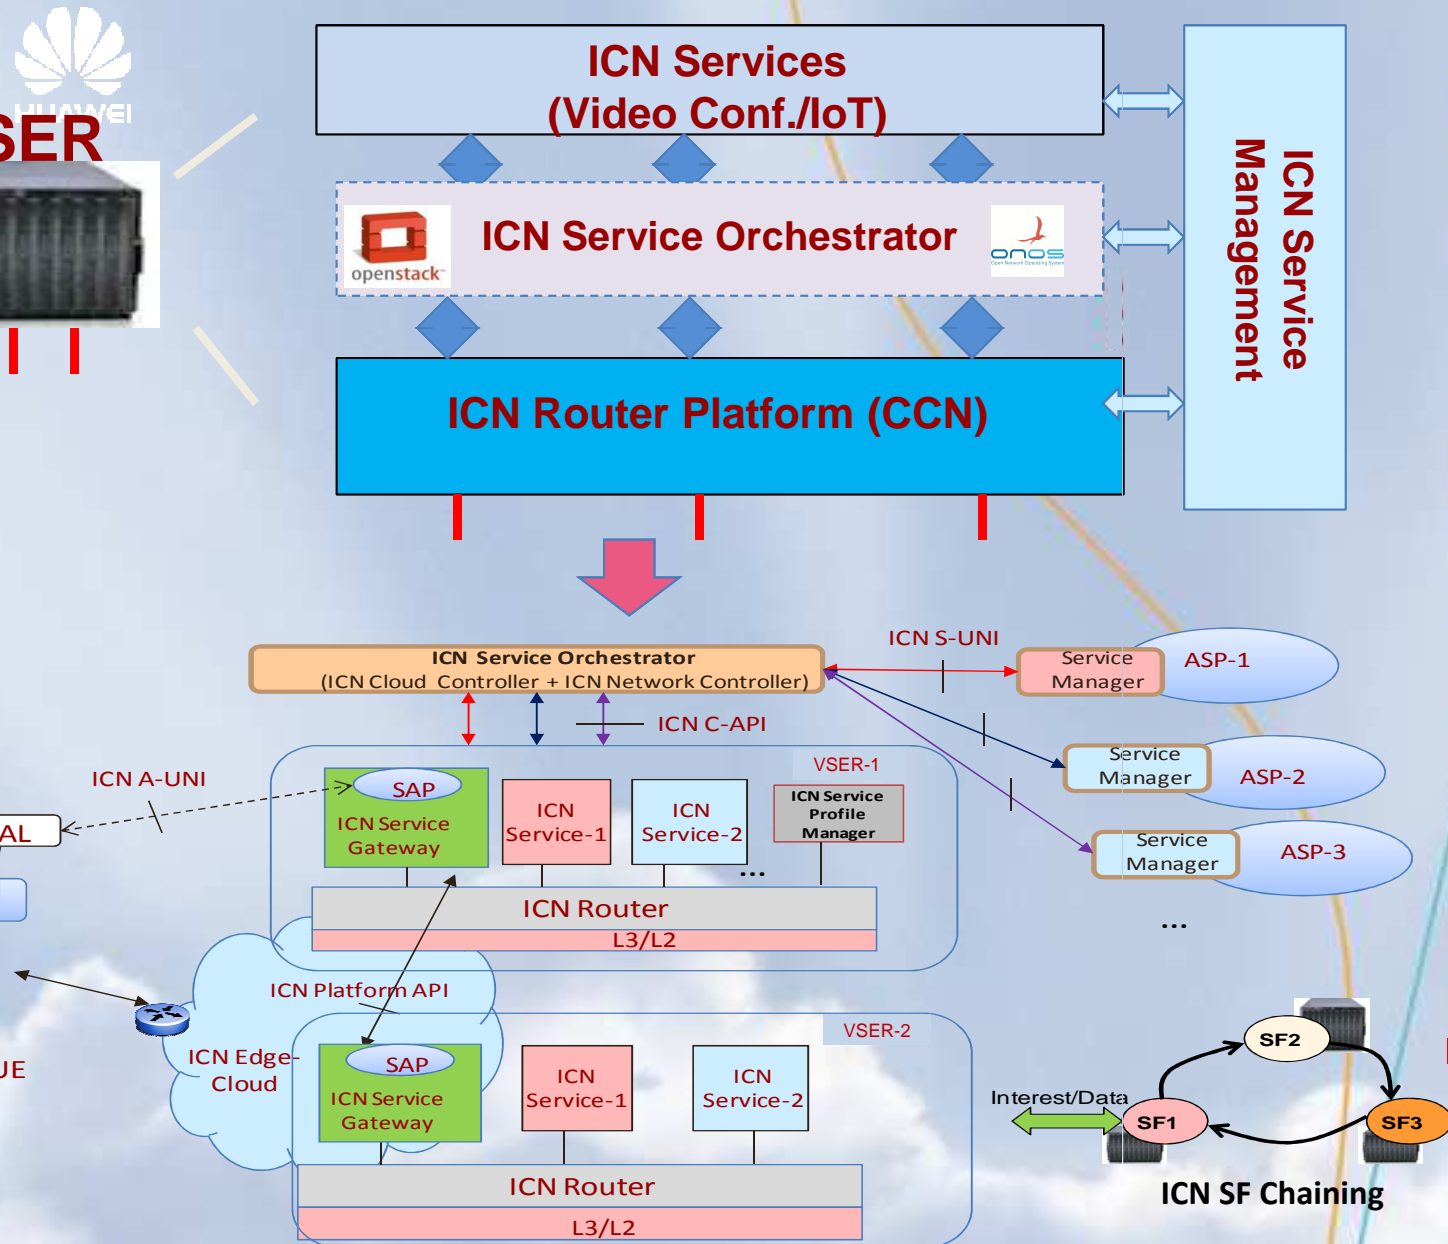 HUAWEI
SER
ICN Services
(Video Conf./IoT)
ICN Service
Management
openstack
ICN Service Orchestrator
onos
Open Network Operating System
ICN Router Platform (CCN)
ICN Service Orchestrator
(ICN Cloud Controller + ICN Network Controller)
ICN S-UNI
Service
Manager
ASP-1
ICN C-API
Service
Manager
ASP-2
Service
Manager
ASP-3
...
ICN A-UNI
AL
VSER-1
SAP
ICN Service
Gateway
ICN
Service-1
ICN
Service-2
...
ICN Service
Profile
Manager
ICN Router
L3/L2
ICN Platform API
ICN Edge-
Cloud
UE
VSER-2
SAP
ICN Service
Gateway
ICN
Service-1
ICN
Service-2
ICN Router
L3/L2
SF2
Interest/Data
SF1
SF3
ICN SF Chaining